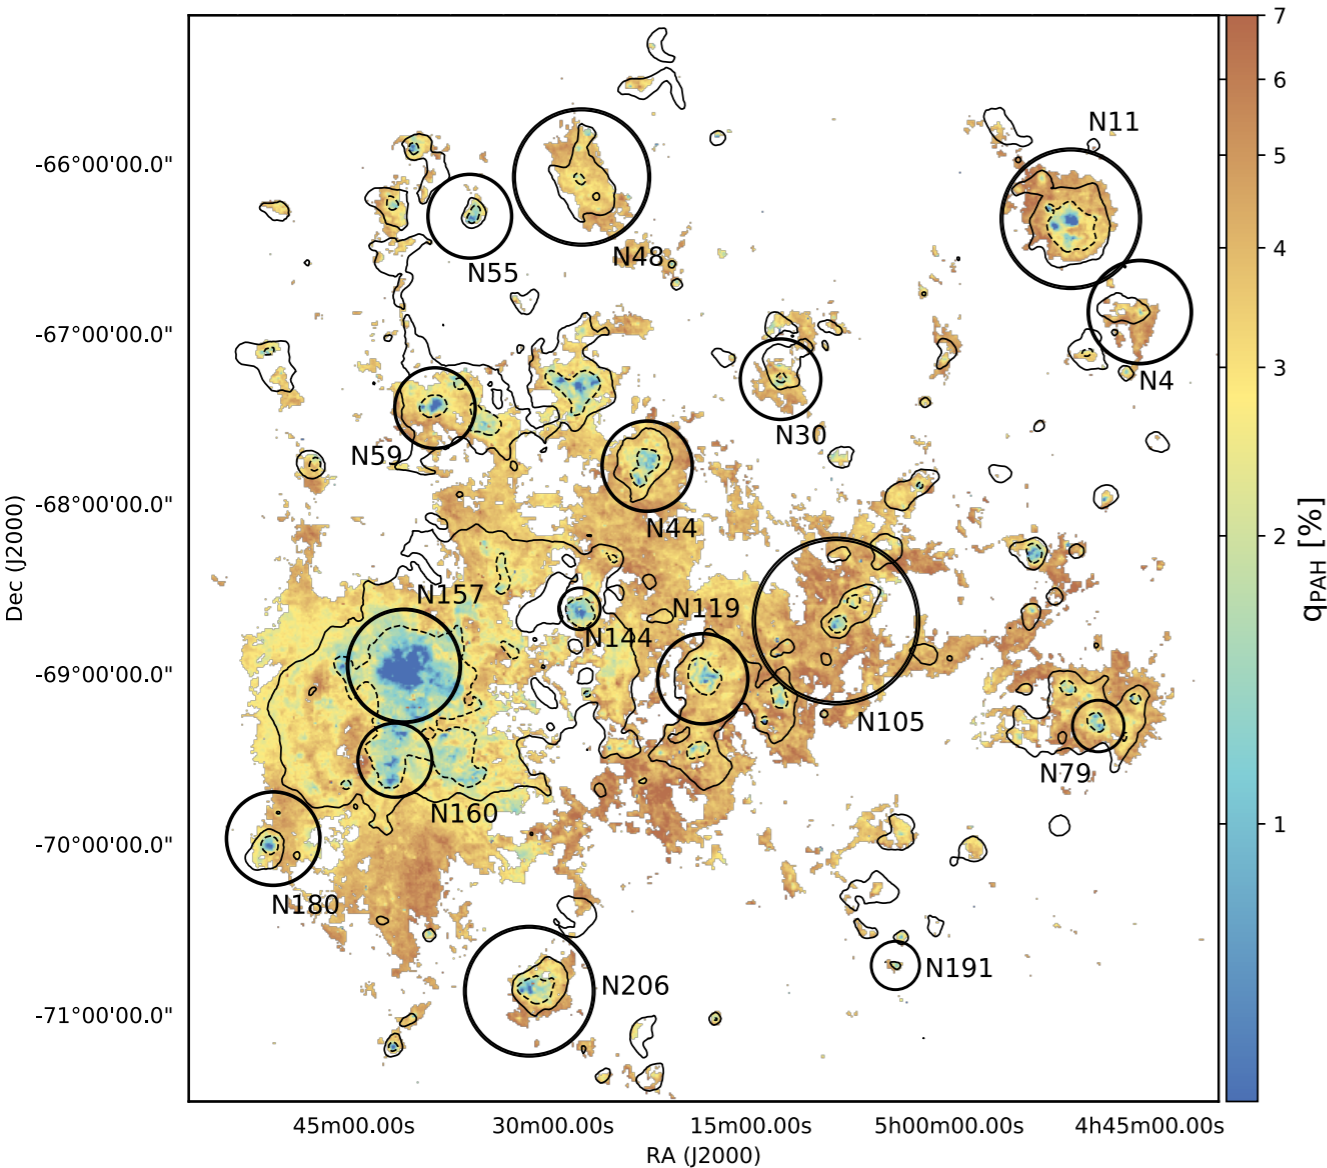 7
6
5
4
3
2
1
qPAH [%]
N11
-66°00'00.0"
N48
N55
-67°00'00.0"
N4
N30
N59
-68°00'00.0"
N44
Dec (J2000)
N157
N119
N144
-69°00'00.0"
N105
N79
N160
-70°00'00.0"
N180
N191
N206
-71°00'00.0"
45m00.00s 30m00.00s 15m00.00s 5h00m00.00s 4h45m00.00s
RA (J2000)